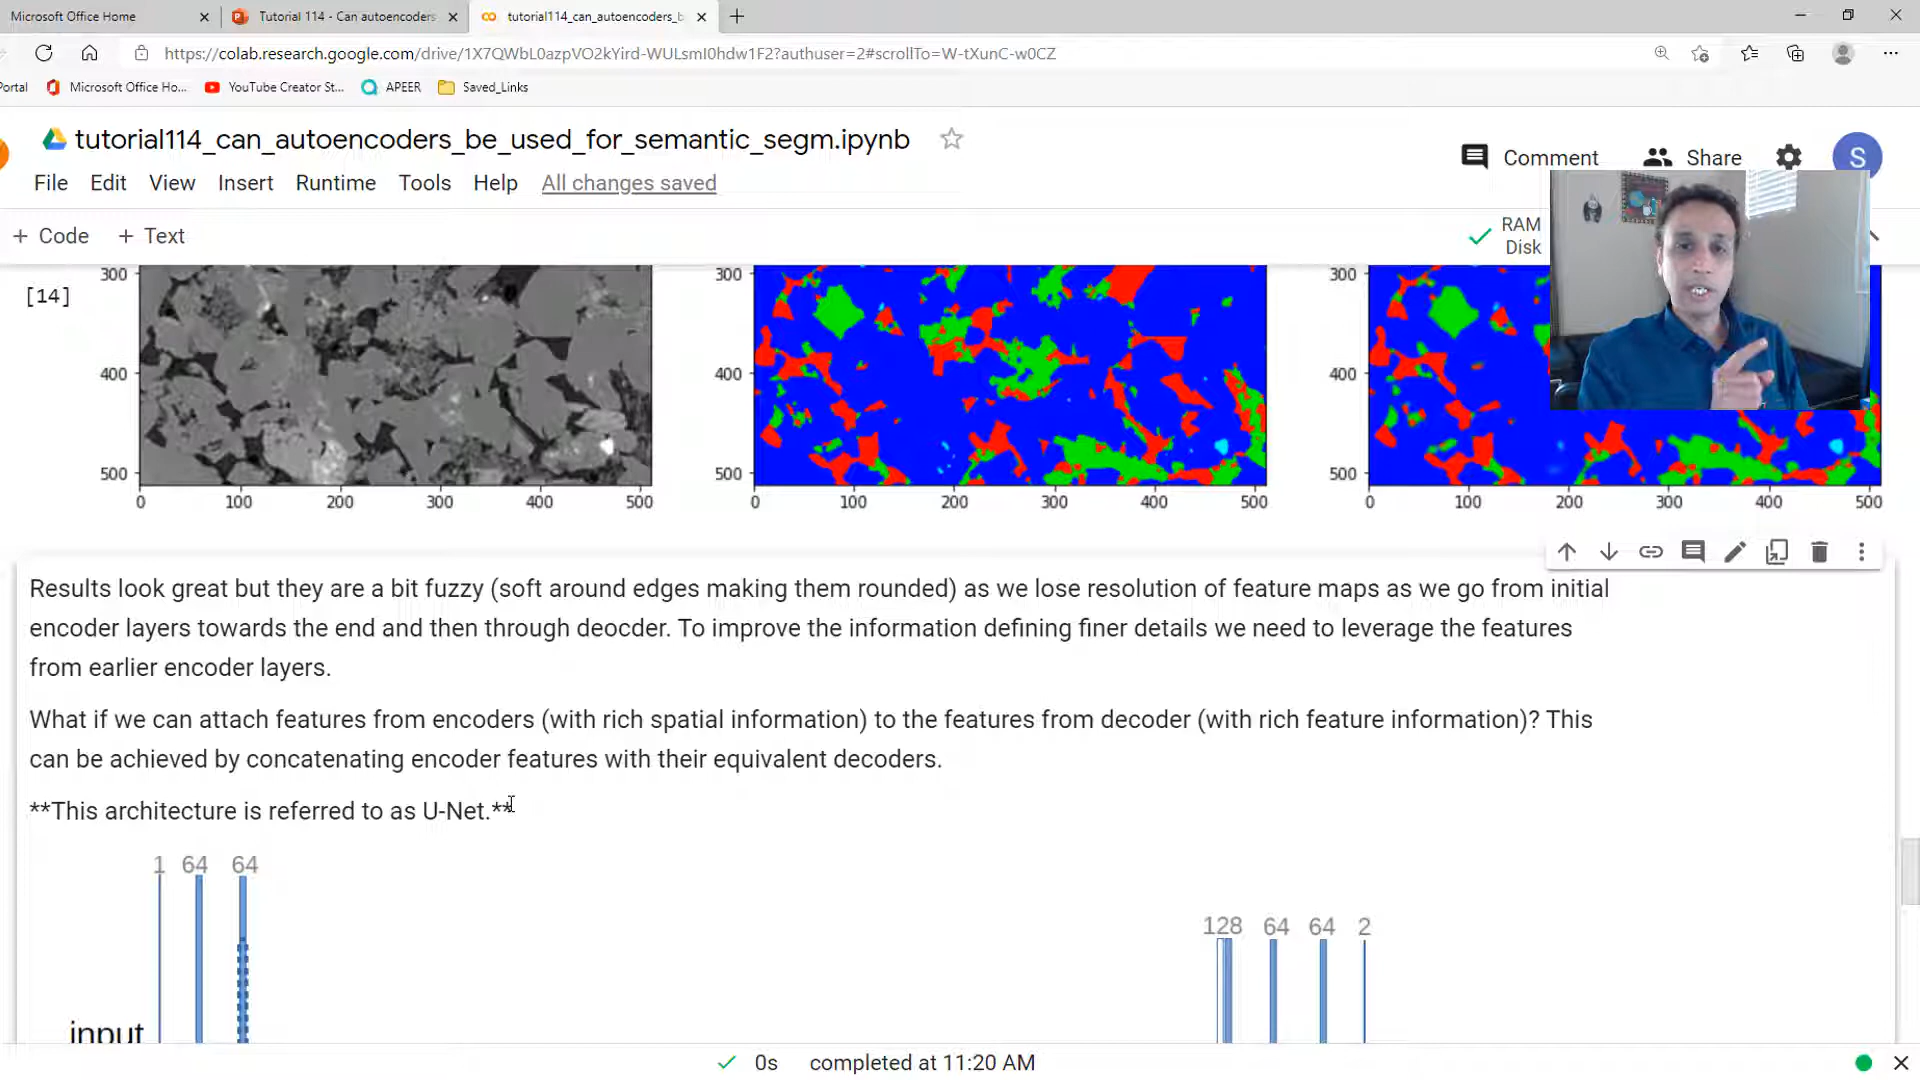 Microsoft Office Home
Tutorial 114 - Can autoencoders
tutorial114_can_autoencoders_b
https://colab.research.google.com/drive/1X7QWbL0azpVO2kYird-WULsmI0hdw1F2?authuser=2#scrollTo=W-tXunC-w0CZ
Portal
Microsoft Office Ho...
YouTube Creator St...
APEER
Saved_Links
tutorial114_can_autoencoders_be_used_for_semantic_segm.ipynb
Comment
Share
S
File Edit View Insert Runtime Tools Help All changes saved
+ Code + Text
RAM
Disk
[14]
300 300 300
400 400 400
500 500 500
0 100 200 300 400 500 0 100 200 300 400 500 0 100 200 300 400 500
Results look great but they are a bit fuzzy (soft around edges making them rounded) as we lose resolution of feature maps as we go from initial
encoder layers towards the end and then through deocder. To improve the information defining finer details we need to leverage the features
from earlier encoder layers.
What if we can attach features from encoders (with rich spatial information) to the features from decoder (with rich feature information)? This
can be achieved by concatenating encoder features with their equivalent decoders.
**This architecture is referred to as U-Net.**
1 64 64
128 64 64 2
input
0s completed at 11:20 AM